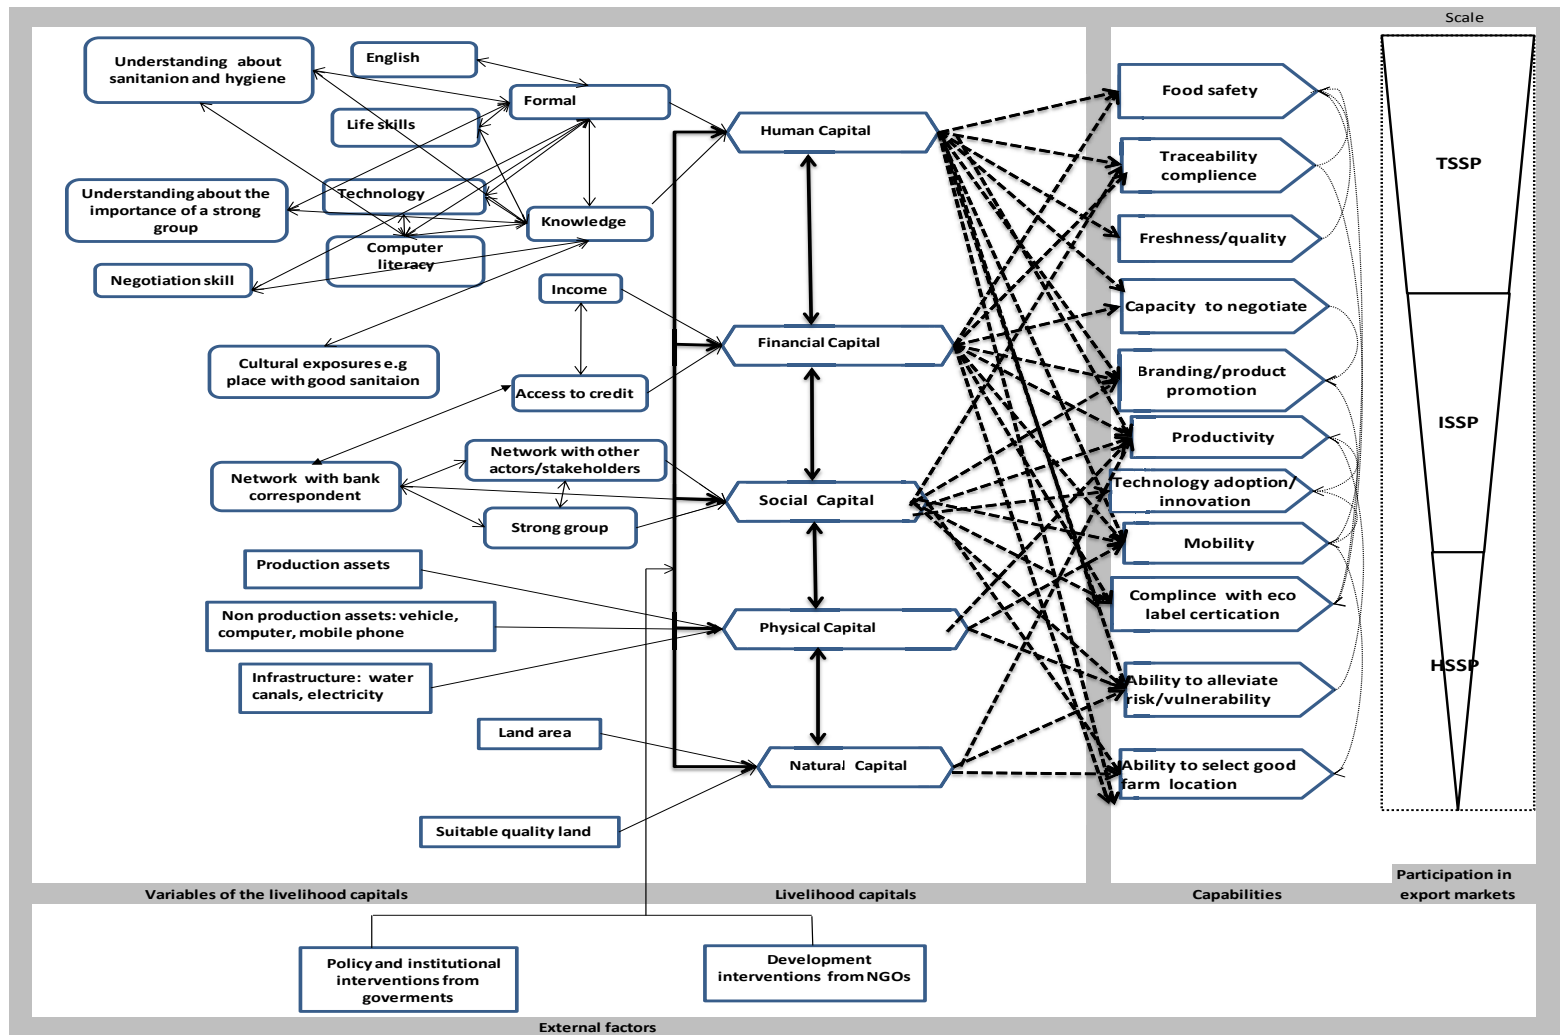 Scale
Understanding about
sanitanion and hygiene
English
Formal
Life skills
Understanding about the
importance of a strong
group
Technology
Knowledge
Computer
literacy
Negotiation skill
Income
Cultural exposures e.g
place with good sanitaion
Access to credit
Network with other
actors/stakeholders
Network with bank
correspondent
Strong group
Production assets
Non production assets: vehicle,
computer, mobile phone
Infrastructure: water
canals, electricity
Land area
Suitable quality land
Human Capital
Financial Capital
Social Capital
Physical Capital
Natural Capital
Food safety
Traceability
complience
Freshness/quality
Capacity to negotiate
Branding/product
promotion
Productivity
Technology adoption/
innovation
Mobility
Complince with eco
label certication
Ability to alleviate
risk/vulnerability
Ability to select good
farm location
TSSP
ISSP
HSSP
Variables of the livelihood capitals
Livelihood capitals
Capabilities
Participation in
export markets
Policy and institutional
interventions from
goverments
Development
interventions from NGOs
External factors